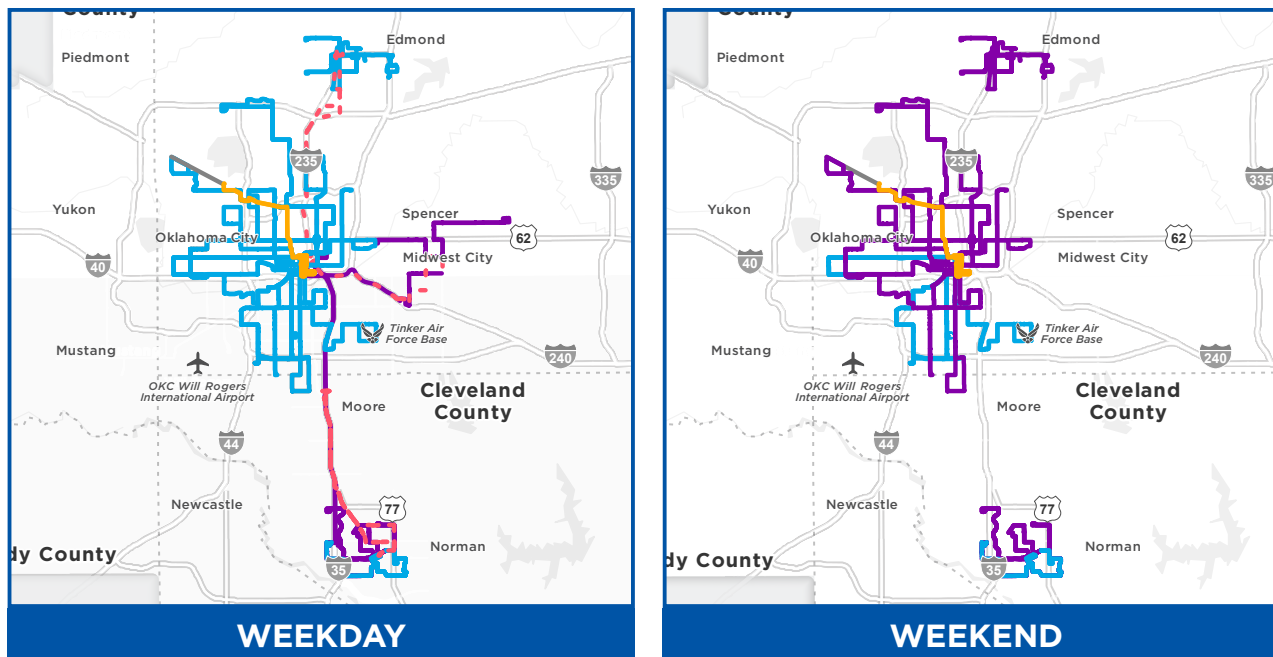 County
Edmond
Piedmont
235
335
Yukon
Spencer
Oklahoma City
62
Midwest City
40
Tinker Air
Force Base
Mustang
240
OKC Will Rogers
International Airport
Cleveland
County
Moore
44
Newcastle
77
Norman
dy County
35
WEEKDAY
County
Edmond
Piedmont
235
335
Yukon
Spencer
Oklahoma City
62
Midwest City
40
Tinker Air
Force Base
Mustang
240
OKC Will Rogers
International Airport
Cleveland
County
Moore
44
Newcastle
77
Norman
dy County
35
WEEKEND